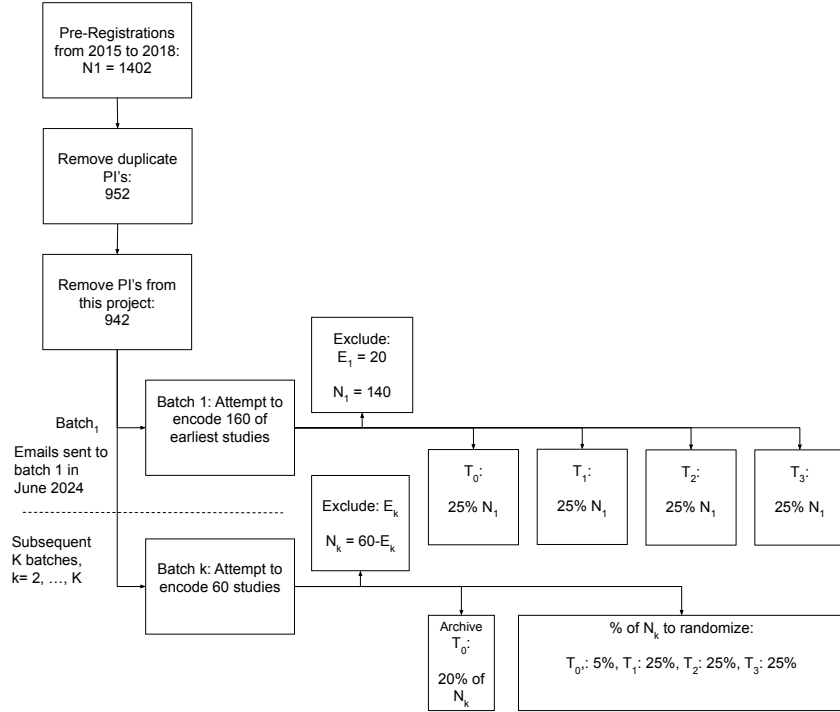 Pre-Registrations
from 2015 to 2018:
N1 = 1402
Remove duplicate
PI's:
952
Remove PI's from
this project:
942
Exclude:
E₁ = 20
N₁ = 140
Batch 1: Attempt to
encode 160 of
earliest studies
Batch₁
Emails sent to
batch 1 in
June 2024
T₀:
25% N₁
T₁:
25% N₁
T₂:
25% N₁
T₃:
25% N₁
Exclude: Eₖ
Nₖ = 60-Eₖ
Subsequent
K batches,
k= 2, …, K
Batch k: Attempt to
encode 60 studies
Archive
T₀:
20% of
Nₖ
% of Nₖ to randomize:
T₀,: 5%, T₁: 25%, T₂: 25%, T₃: 25%